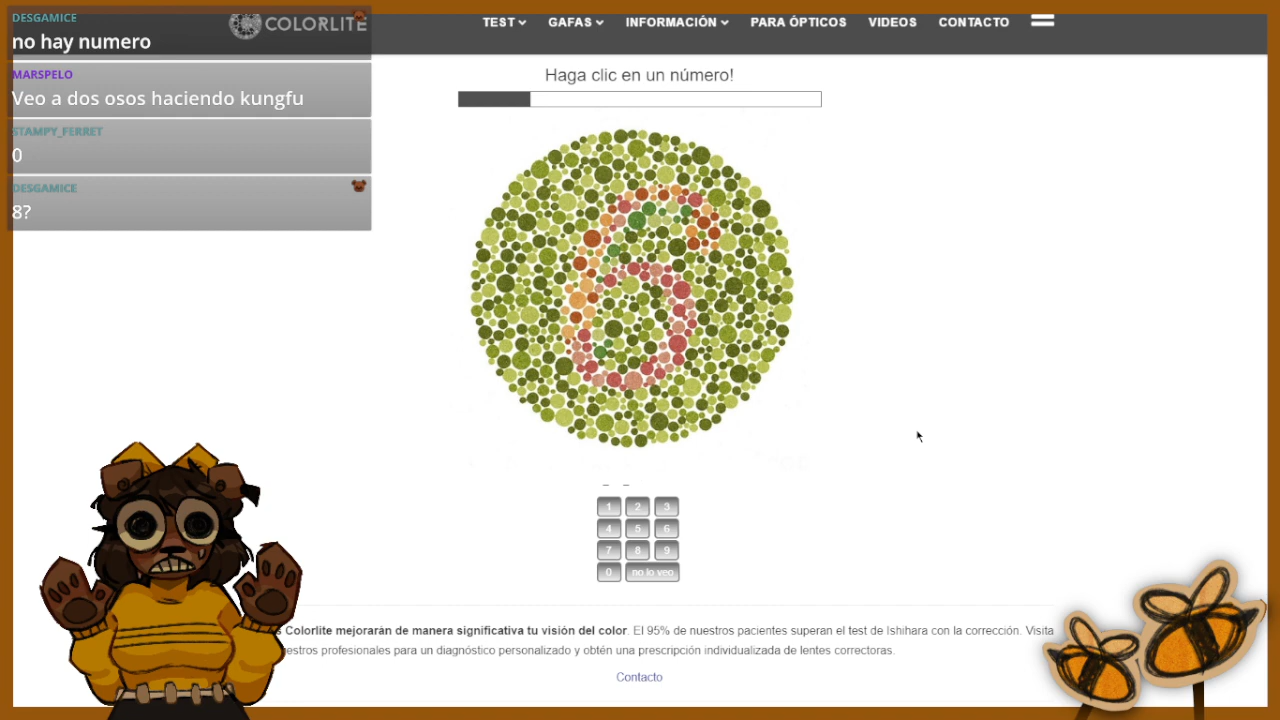 DESGAMICE
no hay numero
MARSPELO
Veo a dos osos haciendo kungfu
STAMPY_FERRET
0
DESGAMICE
8?
COLORLITE
TEST GAFAS INFORMACIÓN PARA ÓPTICOS VIDEOS CONTACTO
Haga clic en un número!
6
_ _
1 2 3
4 5 6
7 8 9
0 no lo veo
Colorlite mejorarán de manera significativa tu visión del color. El 95% de nuestros pacientes superan el test de Ishihara con la corrección. Visita
profesionales para un diagnóstico personalizado y obtén una prescripción individualizada de lentes correctoras.
Contacto